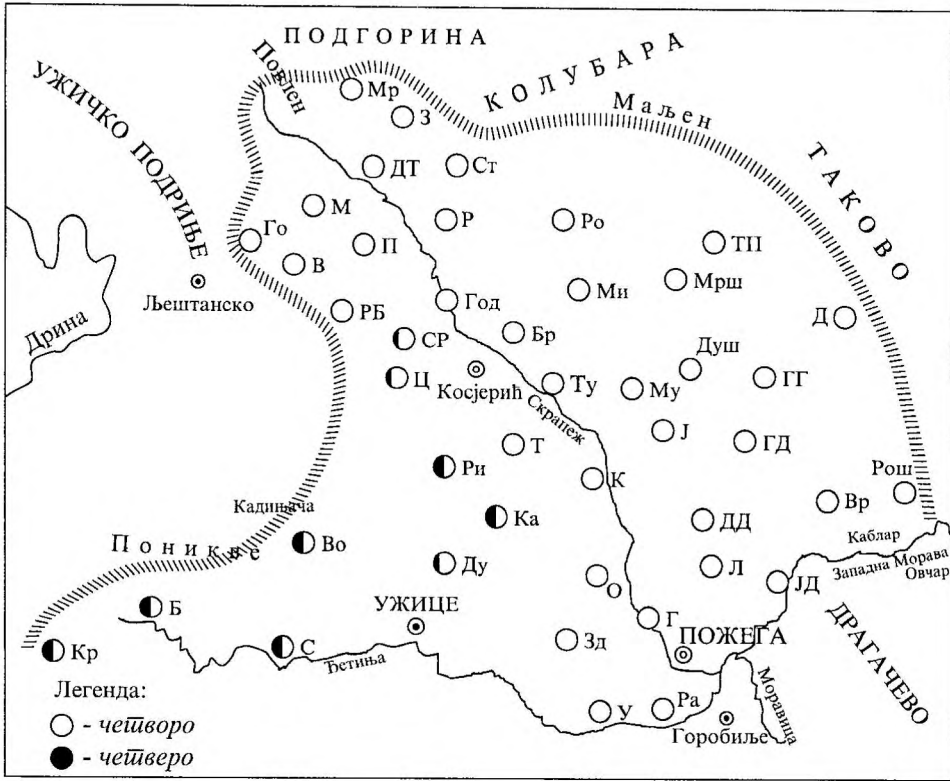 ПОДГОРИНА
КОЛУБАРА
ТАКОВО
УЖИЧКО ПОДРИЊЕ
Повлен
Маљен
Мр
З
ДТ
Ст
М
Го
П
Р
Ро
ТП
В
Љештанско
Год
Ми
Мрш
РБ
Дрина
СР
Бр
Д
Ц
Косјерић
Ту
Му
Душ
ГГ
Скрапеж
Т
Ј
ГД
Ри
К
Рош
Вр
Кадињача
Ка
ДД
Каблар
Поникве
Во
Ду
О
Л
Западна Морава
Овчар
ЈД
Б
УЖИЦЕ
Г
ДРАГАЧЕВО
Кр
С
Ђетиња
Зд
ПОЖЕГА
У
Ра
Моравица
Горобиље
Легенда:
- четворо
- четверо